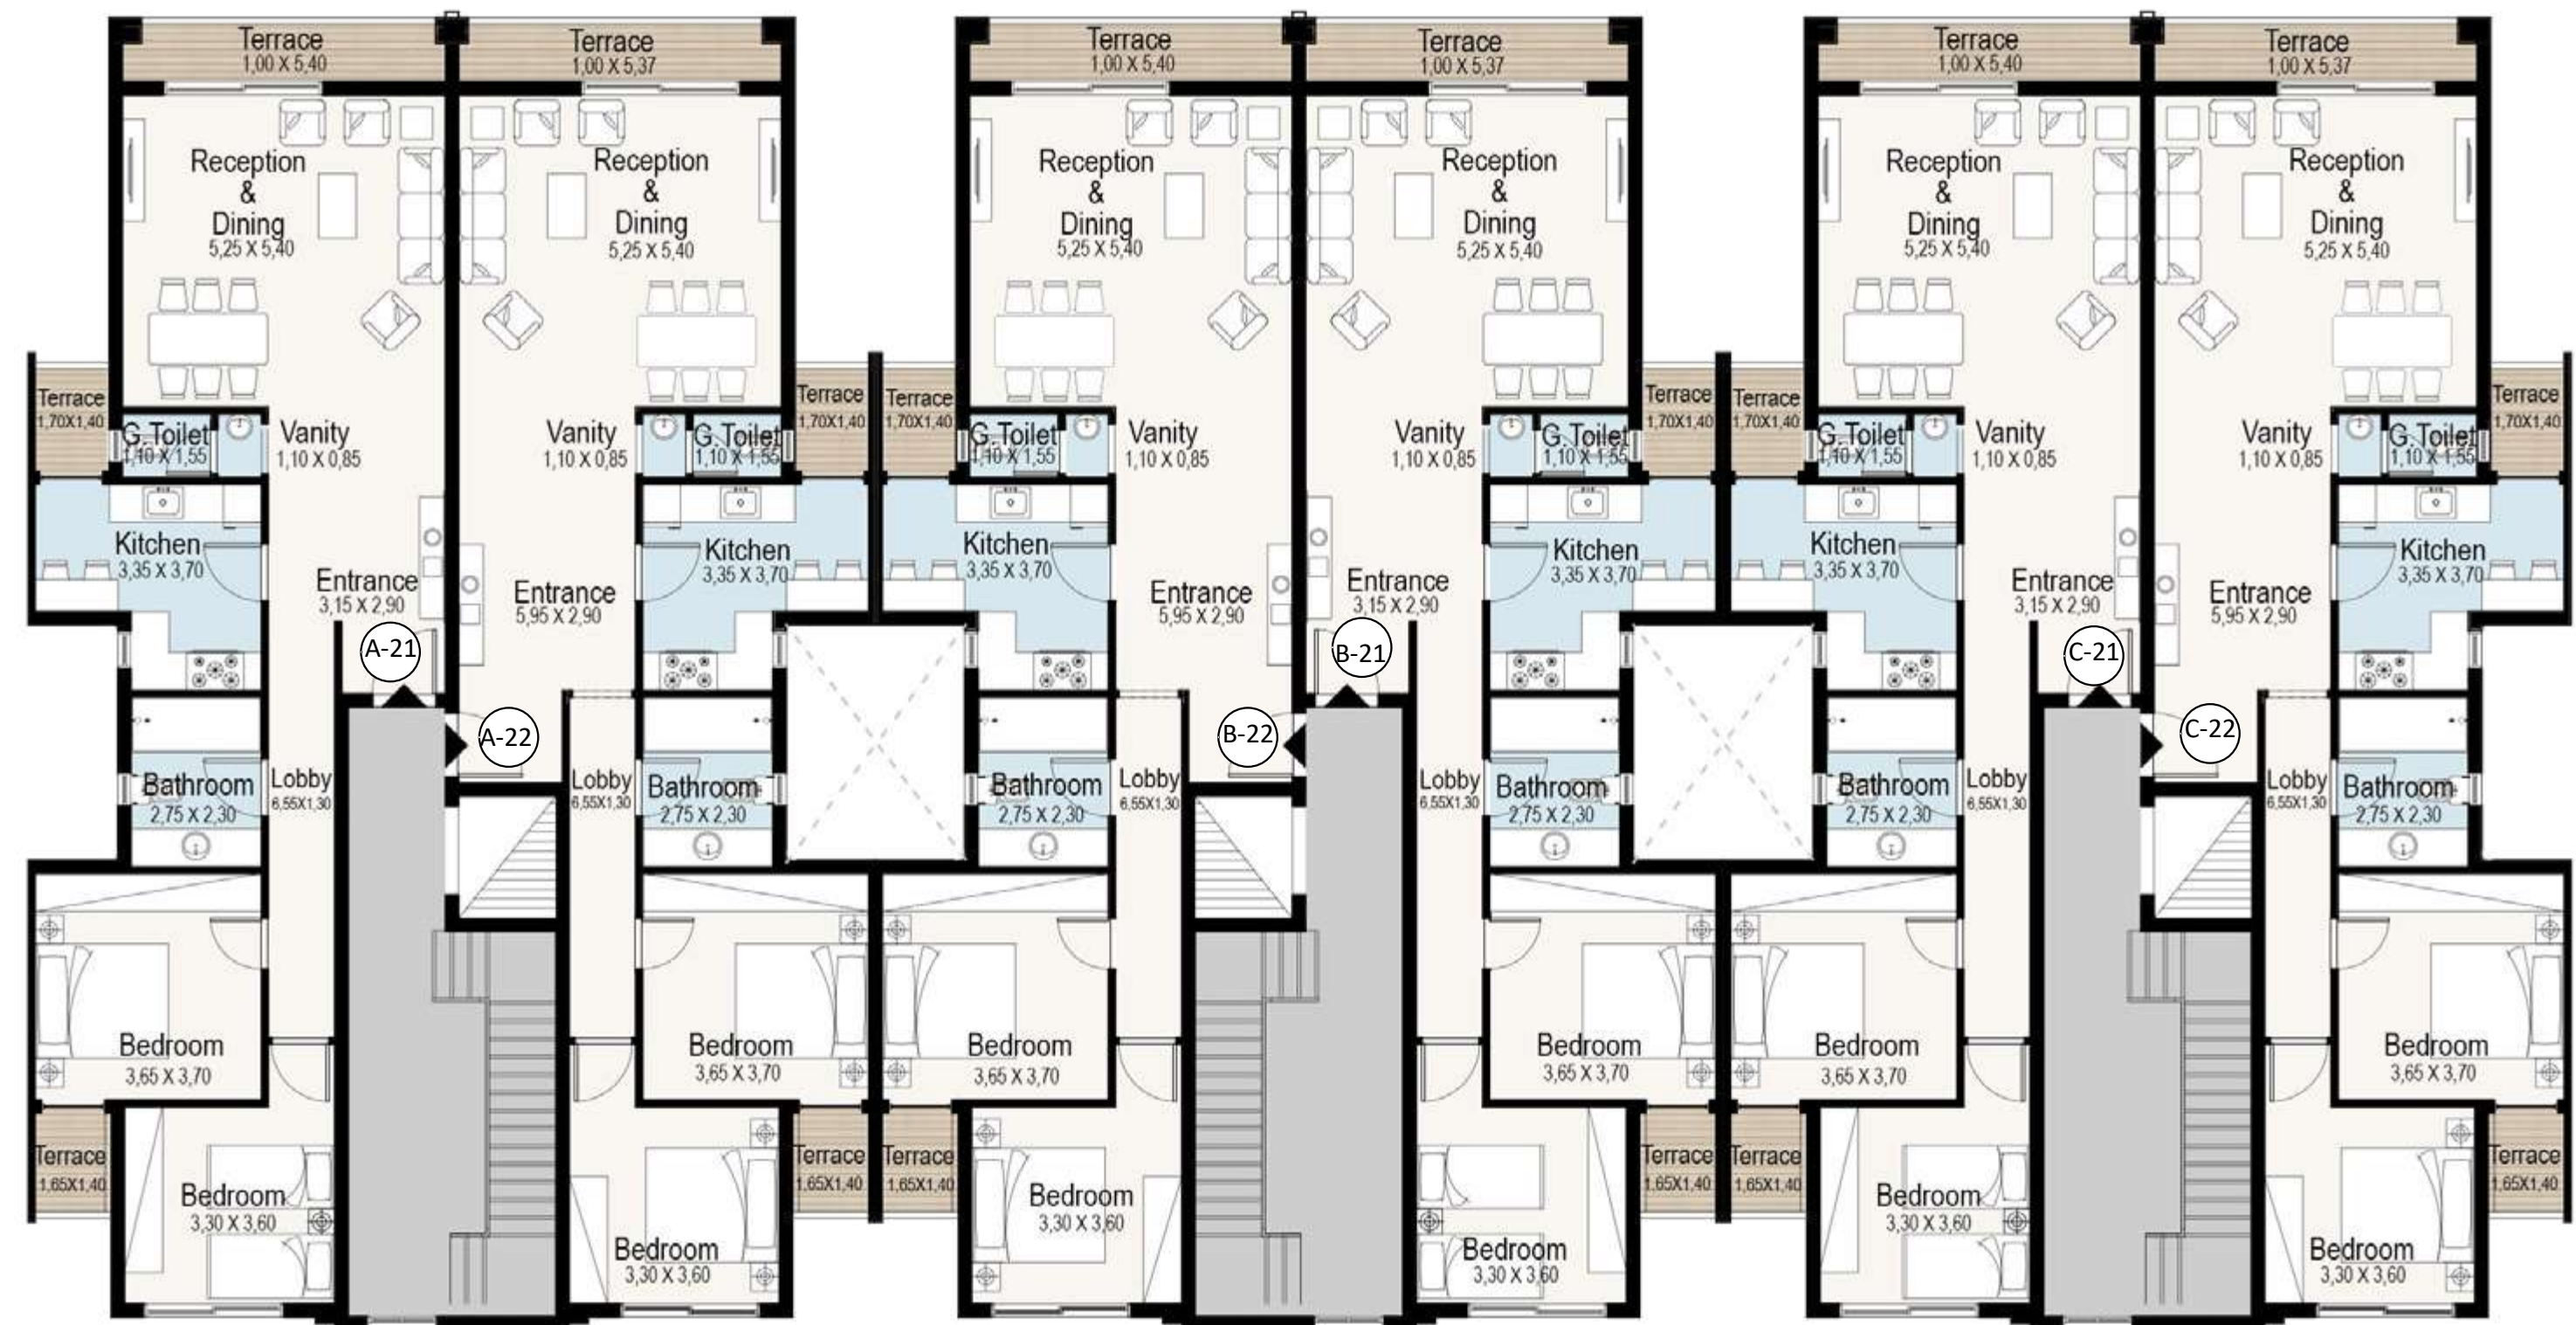 Terrace
1,00 X 5,40
Terrace
1,00 X 5,37
Terrace
1,00 X 5,40
Terrace
1,00 X 5,37
Terrace
1,00 X 5,40
Terrace
1,00 X 5,37
Reception
&
Dining
5,25 X 5,40
Reception
&
Dining
5,25 X 5,40
Reception
&
Dining
5,25 X 5,40
Reception
&
Dining
5,25 X 5,40
Reception
&
Dining
5,25 X 5,40
Reception
&
Dining
5,25 X 5,40
Terrace
1,70X1,40
Terrace
1,70X1,40
Terrace
1,70X1,40
Terrace
1,70X1,40
Terrace
1,70X1,40
Terrace
1,70X1,40
G.Toilet
1,10 X 1,55
Vanity
1,10 X 0,85
Vanity
1,10 X 0,85
G.Toilet
1,10 X 1,55
G.Toilet
1,10 X 1,55
Vanity
1,10 X 0,85
Vanity
1,10 X 0,85
G.Toilet
1,10 X 1,55
G.Toilet
1,10 X 1,55
Vanity
1,10 X 0,85
Vanity
1,10 X 0,85
G.Toilet
1,10 X 1,55
Kitchen
3,35 X 3,70
Entrance
3,15 X 2,90
Entrance
5,95 X 2,90
Kitchen
3,35 X 3,70
Kitchen
3,35 X 3,70
Entrance
5,95 X 2,90
Entrance
3,15 X 2,90
Kitchen
3,35 X 3,70
Kitchen
3,35 X 3,70
Entrance
3,15 X 2,90
Entrance
5,95 X 2,90
Kitchen
3,35 X 3,70
A-21
B-21
C-21
A-22
B-22
C-22
Bathroom
2,75 X 2,30
Lobby
6,55X1,30
Lobby
6,55X1,30
Bathroom
2,75 X 2,30
Bathroom
2,75 X 2,30
Lobby
6,55X1,30
Lobby
6,55X1,30
Bathroom
2,75 X 2,30
Bathroom
2,75 X 2,30
Lobby
6,55X1,30
Lobby
6,55X1,30
Bathroom
2,75 X 2,30
Bedroom
3,65 X 3,70
Bedroom
3,65 X 3,70
Bedroom
3,65 X 3,70
Bedroom
3,65 X 3,70
Bedroom
3,65 X 3,70
Bedroom
3,65 X 3,70
Terrace
1,65X1,40
Terrace
1,65X1,40
Terrace
1,65X1,40
Terrace
1,65X1,40
Terrace
1,65X1,40
Terrace
1,65X1,40
Bedroom
3,30 X 3,60
Bedroom
3,30 X 3,60
Bedroom
3,30 X 3,60
Bedroom
3,30 X 3,60
Bedroom
3,30 X 3,60
Bedroom
3,30 X 3,60